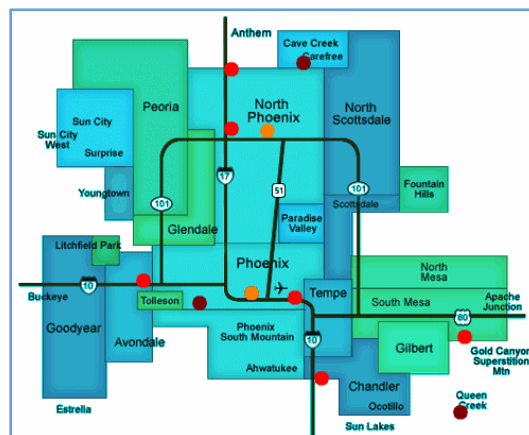 Anthem
Cave Creek
Carefree
Peoria
North
Phoenix
North
Scottsdale
Sun City
Sun City
West
Surprise
Youngtown
17
51
101
101
Glendale
Scottsdale
Fountain
Hills
Paradise
Valley
Litchfield Park
Phoenix
North
Mesa
10
Buckeye
Tolleson
Tempe
South Mesa
Apache
Junction
60
Goodyear
Avondale
Phoenix
South Mountain
10
Gilbert
Gold Canyon
Superstition
Mtn
Ahwatukee
Chandler
Queen
Creek
Estrella
Ocotillo
Sun Lakes